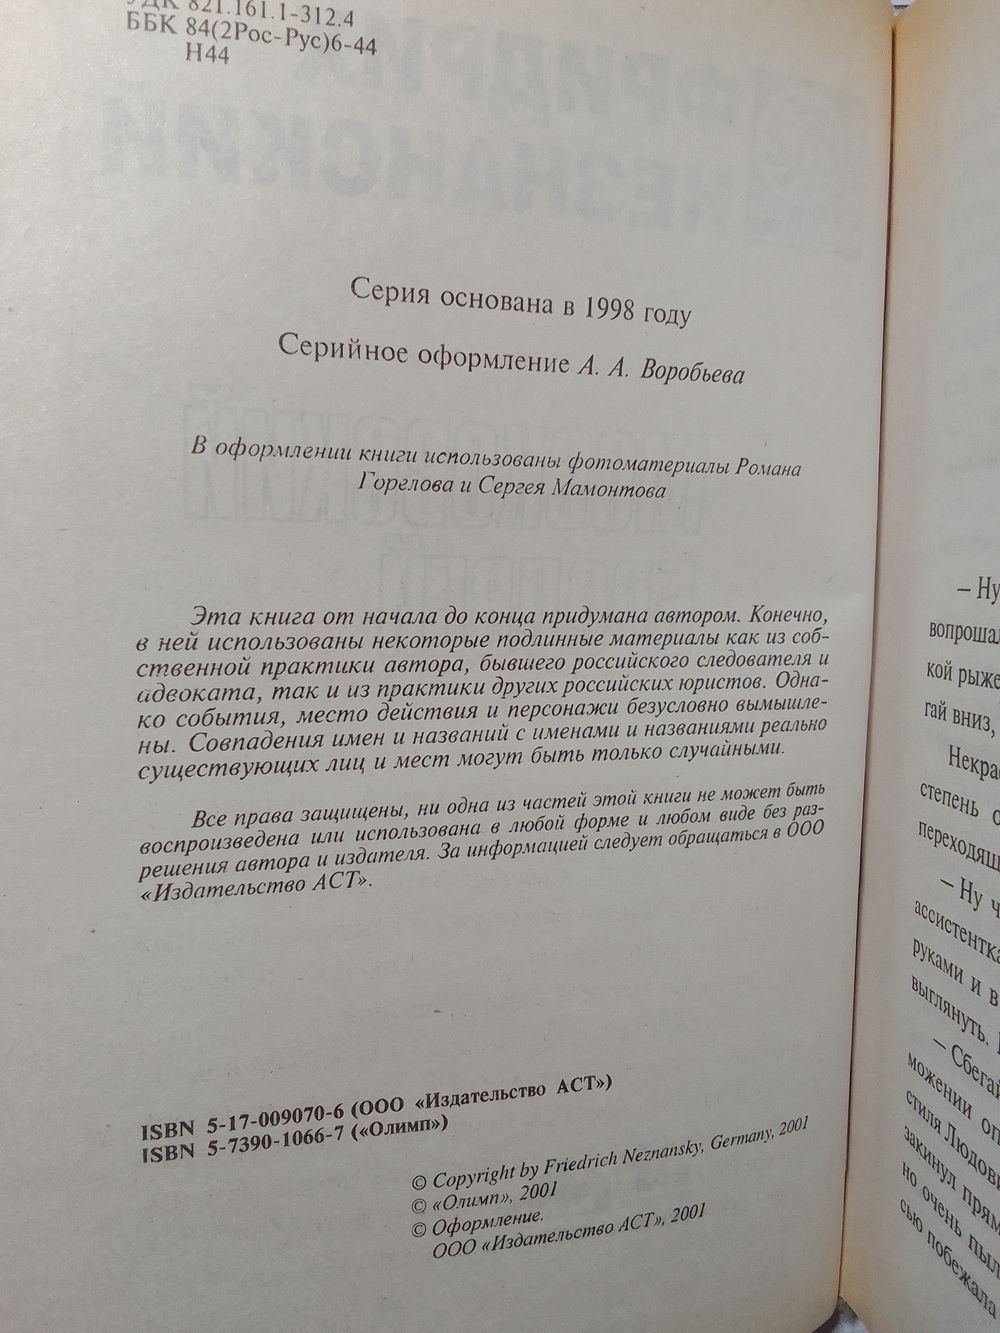 УДК 821.161.1-312.4
ББК 84(2Рос-Рус)6-44
Н44
Серия основана в 1998 году
Серийное оформление А. А. Воробьева
В оформлении книги использованы фотоматериалы Романа
Горелова и Сергея Мамонтова
Эта книга от начала до конца придумана автором. Конечно,
в ней использованы некоторые подлинные материалы как из соб-
ственной практики автора, бывшего российского следователя и
адвоката, так и из практики других российских юристов. Одна-
ко события, место действия и персонажи безусловно вымышле-
ны. Совпадения имен и названий с именами и названиями реально
существующих лиц и мест могут быть только случайными.
Все права защищены, ни одна из частей этой книги не может быть
воспроизведена или использована в любой форме и любом виде без раз-
решения автора и издателя. За информацией следует обращаться в ООО
«Издательство АСТ».
ISBN 5-17-009070-6 (ООО «Издательство АСТ»)
ISBN 5-7390-1066-7 («Олимп»)
© Copyright by Friedrich Neznansky, Germany, 2001
© «Олимп», 2001
© Оформление.
ООО «Издательство АСТ», 2001
– Ну
вопрошал
кой рыже
гай вниз,
Некрас
степень о
переходящ
– Ну ч
ассистентка
руками и в
выглянуть.
– Сбегай
можении оп
стиля Людови
закинул прям
но очень пыл
сью побежала